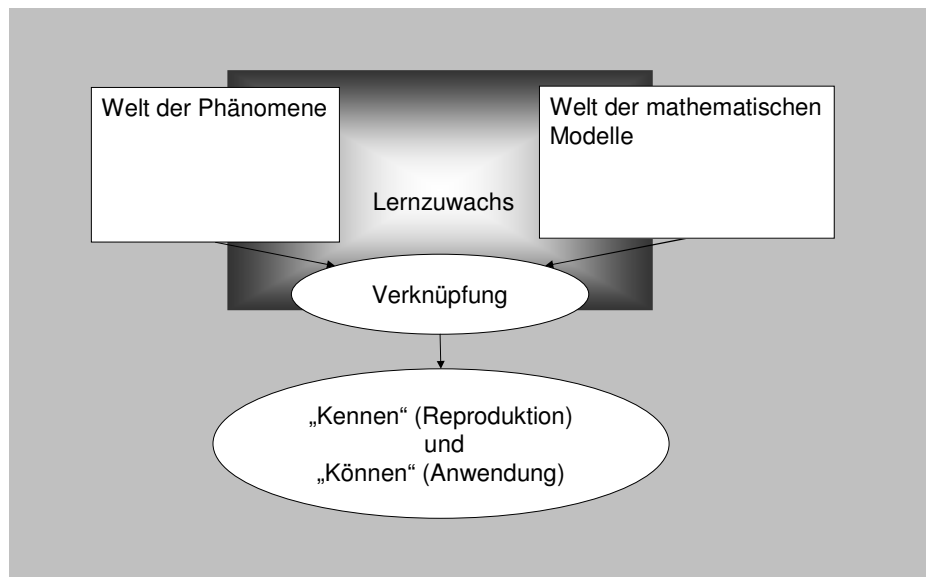 Welt der Phänomene
Welt der mathematischen
Modelle
Lernzuwachs
Verknüpfung
„Kennen“ (Reproduktion)
und
„Können“ (Anwendung)